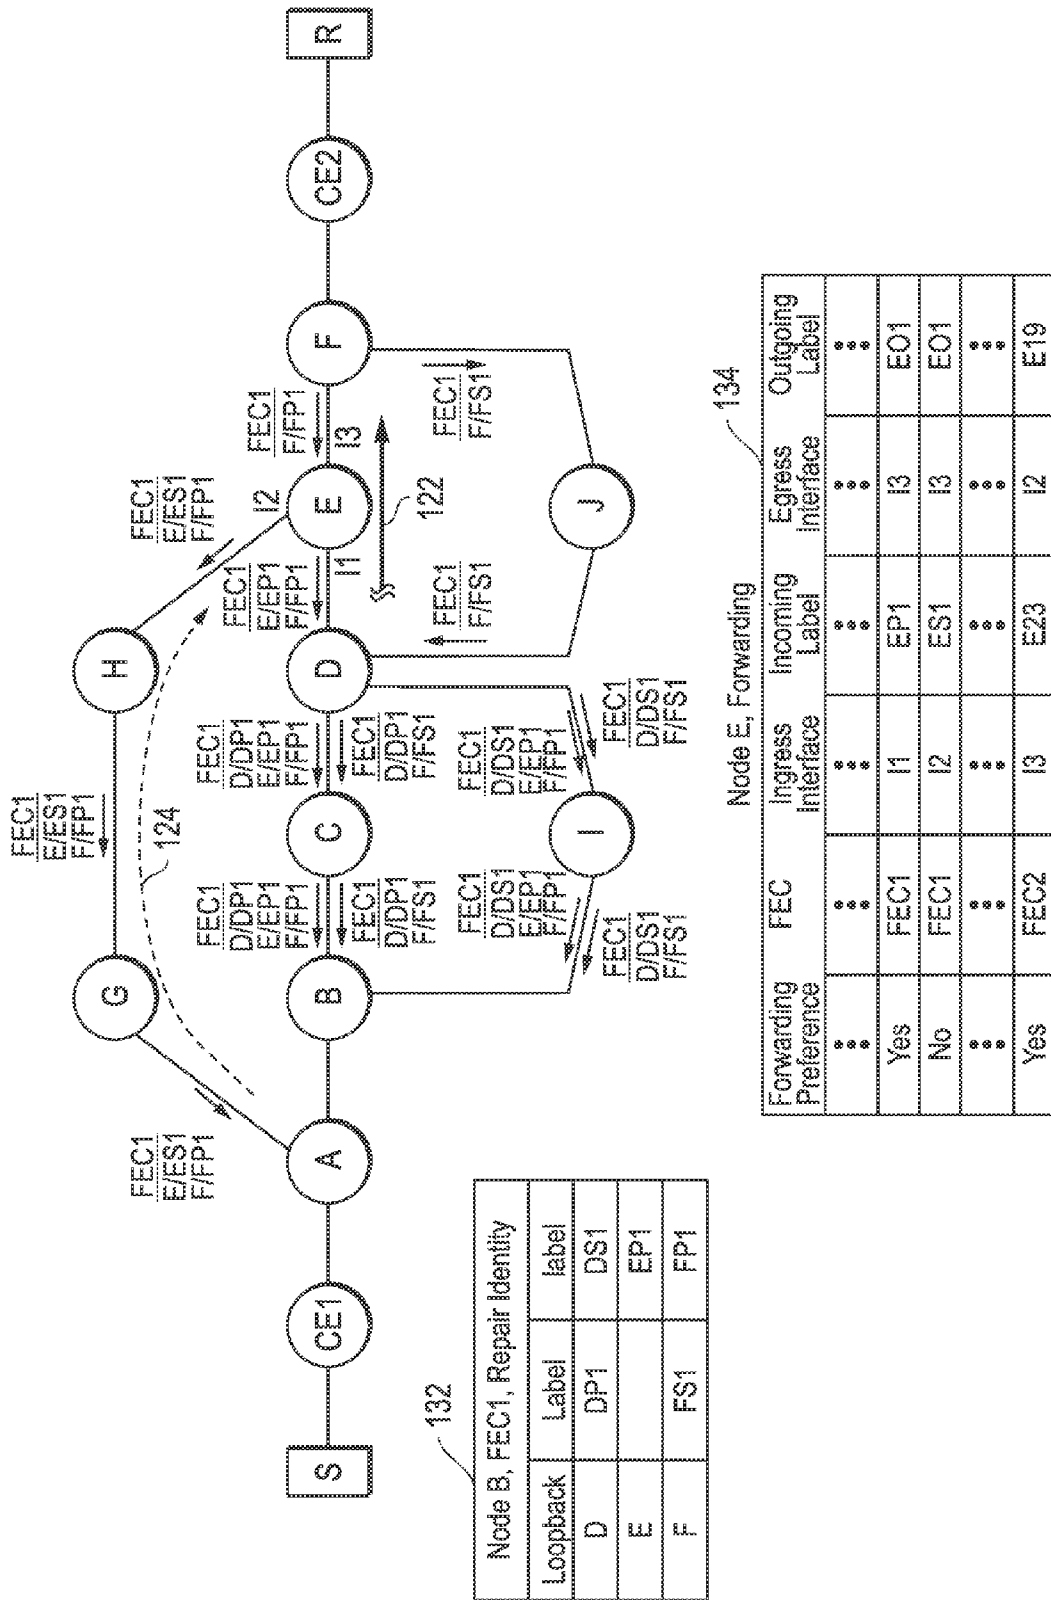 FEC1
E/ES1
F/FP1
124
G
H
FEC1
E/ES1
F/FP1
FEC1
E/ES1
F/FP1
I2
FEC1
D/DP1
E/EP1
F/FP1
FEC1
D/DP1
E/EP1
F/FP1
FEC1
E/EP1
F/FP1
FEC1
F/FP1
S
CE1
A
B
C
D
I1
E
I3
F
CE2
R
FEC1
D/DP1
F/FS1
FEC1
D/DP1
F/FS1
122
FEC1
F/FS1
FEC1
F/FS1
FEC1
D/DS1
E/EP1
F/FP1
FEC1
D/DS1
E/EP1
F/FP1
FEC1
D/DS1
F/FS1
FEC1
D/DS1
F/FS1
I
J
132
Node B, FEC1, Repair Identity
Loopback Label label
D DP1 DS1
E EP1
F FS1 FP1
134
Node E, Forwarding
Forwarding Preference FEC Ingress Interface Incoming Label Egress Interface Outgoing Label
••• ••• ••• ••• ••• •••
Yes FEC1 I1 EP1 I3 EO1
No FEC1 I2 ES1 I3 EO1
••• ••• ••• ••• ••• •••
Yes FEC2 I3 E23 I2 E19